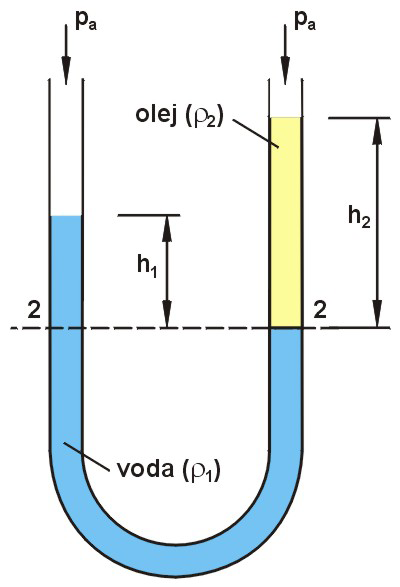 pₐ pₐ
olej (ρ₂)
h₁ h₂
2 2
voda (ρ₁)